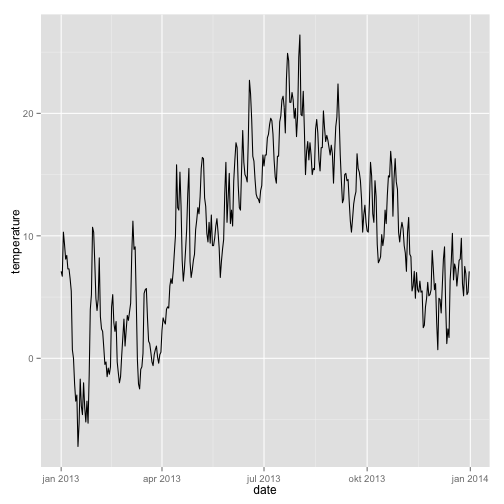 temperature
20
10
0
jan 2013
apr 2013
jul 2013
okt 2013
jan 2014
date